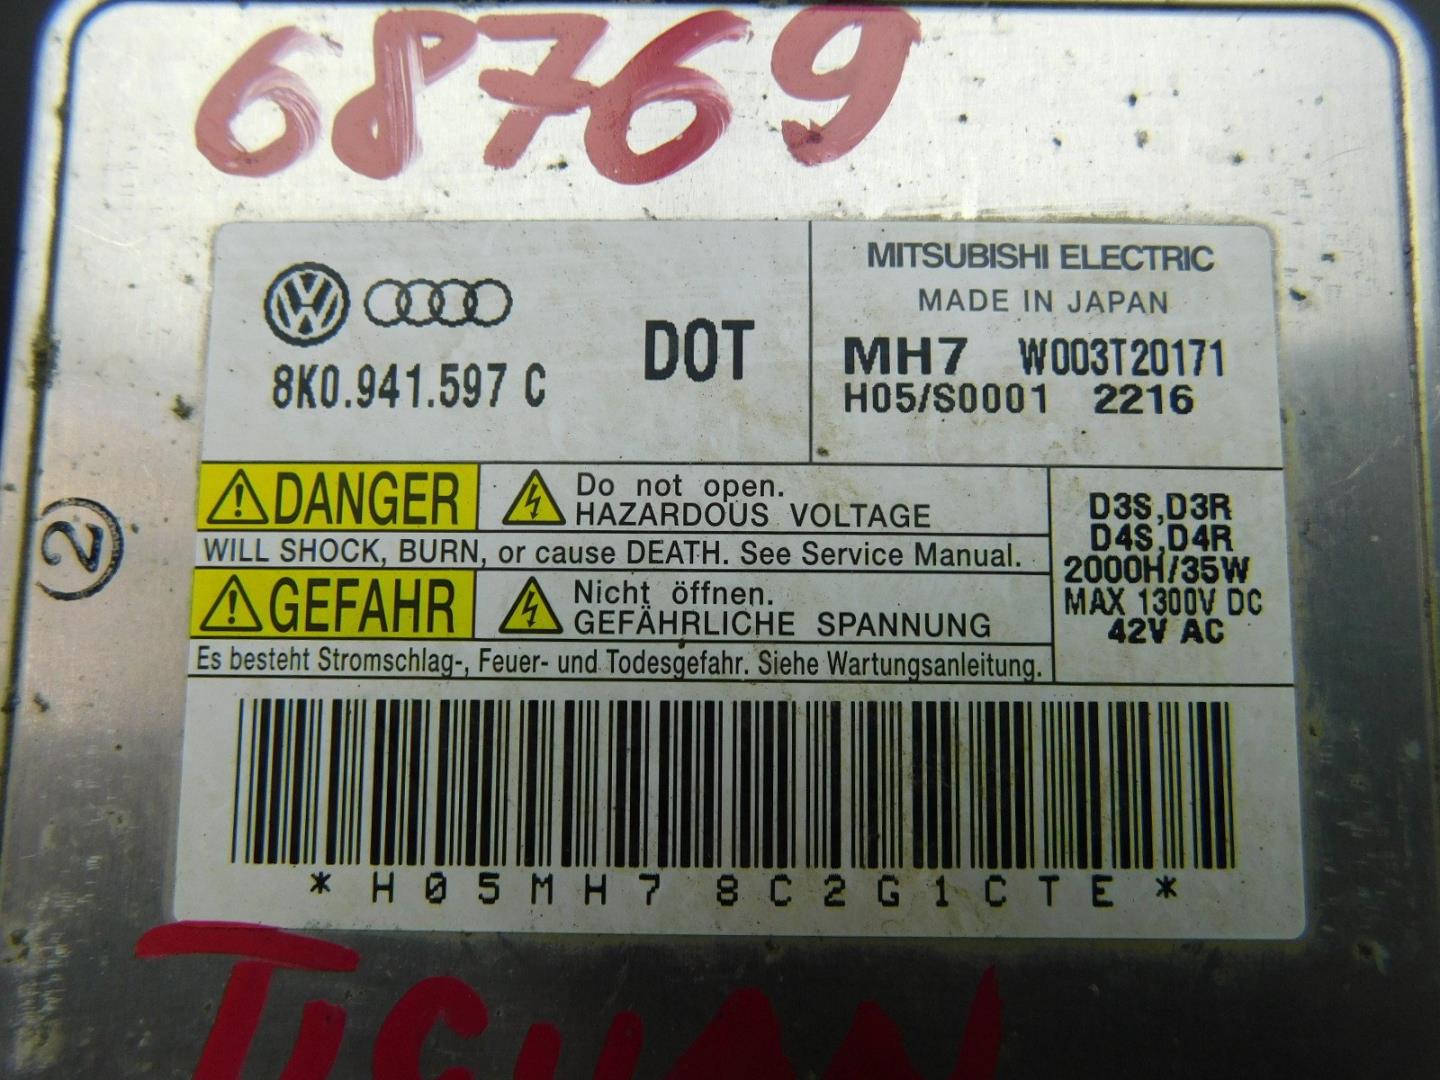 68769
8K0.941.597 C
DOT
MITSUBISHI ELECTRIC
MADE IN JAPAN
MH7 W003T20171
H05/S0001 2216
DANGER
Do not open.
HAZARDOUS VOLTAGE
WILL SHOCK, BURN, or cause DEATH. See Service Manual.
GEFAHR
Nicht öffnen.
GEFÄHRLICHE SPANNUNG
Es besteht Stromschlag-, Feuer- und Todesgefahr. Siehe Wartungsanleitung.
D3S,D3R
D4S,D4R
2000H/35W
MAX 1300V DC
42V AC
2
*H05MH78C2G1CTE*
TIGUAN